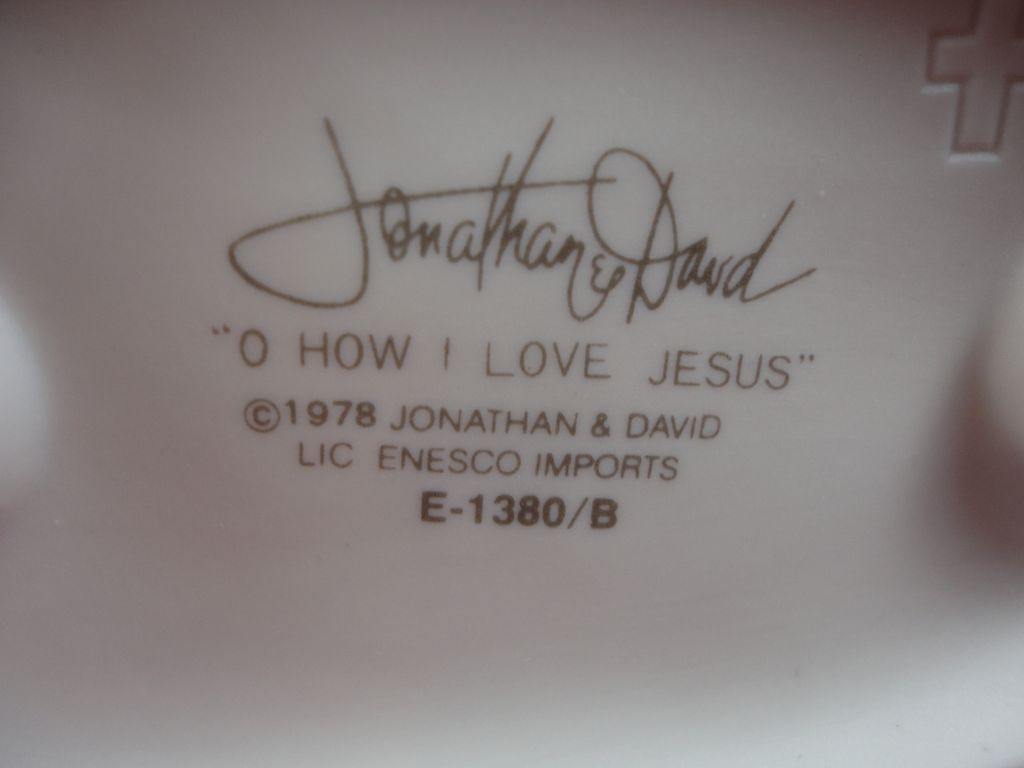 Jonathan & David
"O HOW I LOVE JESUS"
©1978 JONATHAN & DAVID
LIC ENESCO IMPORTS
E-1380/B